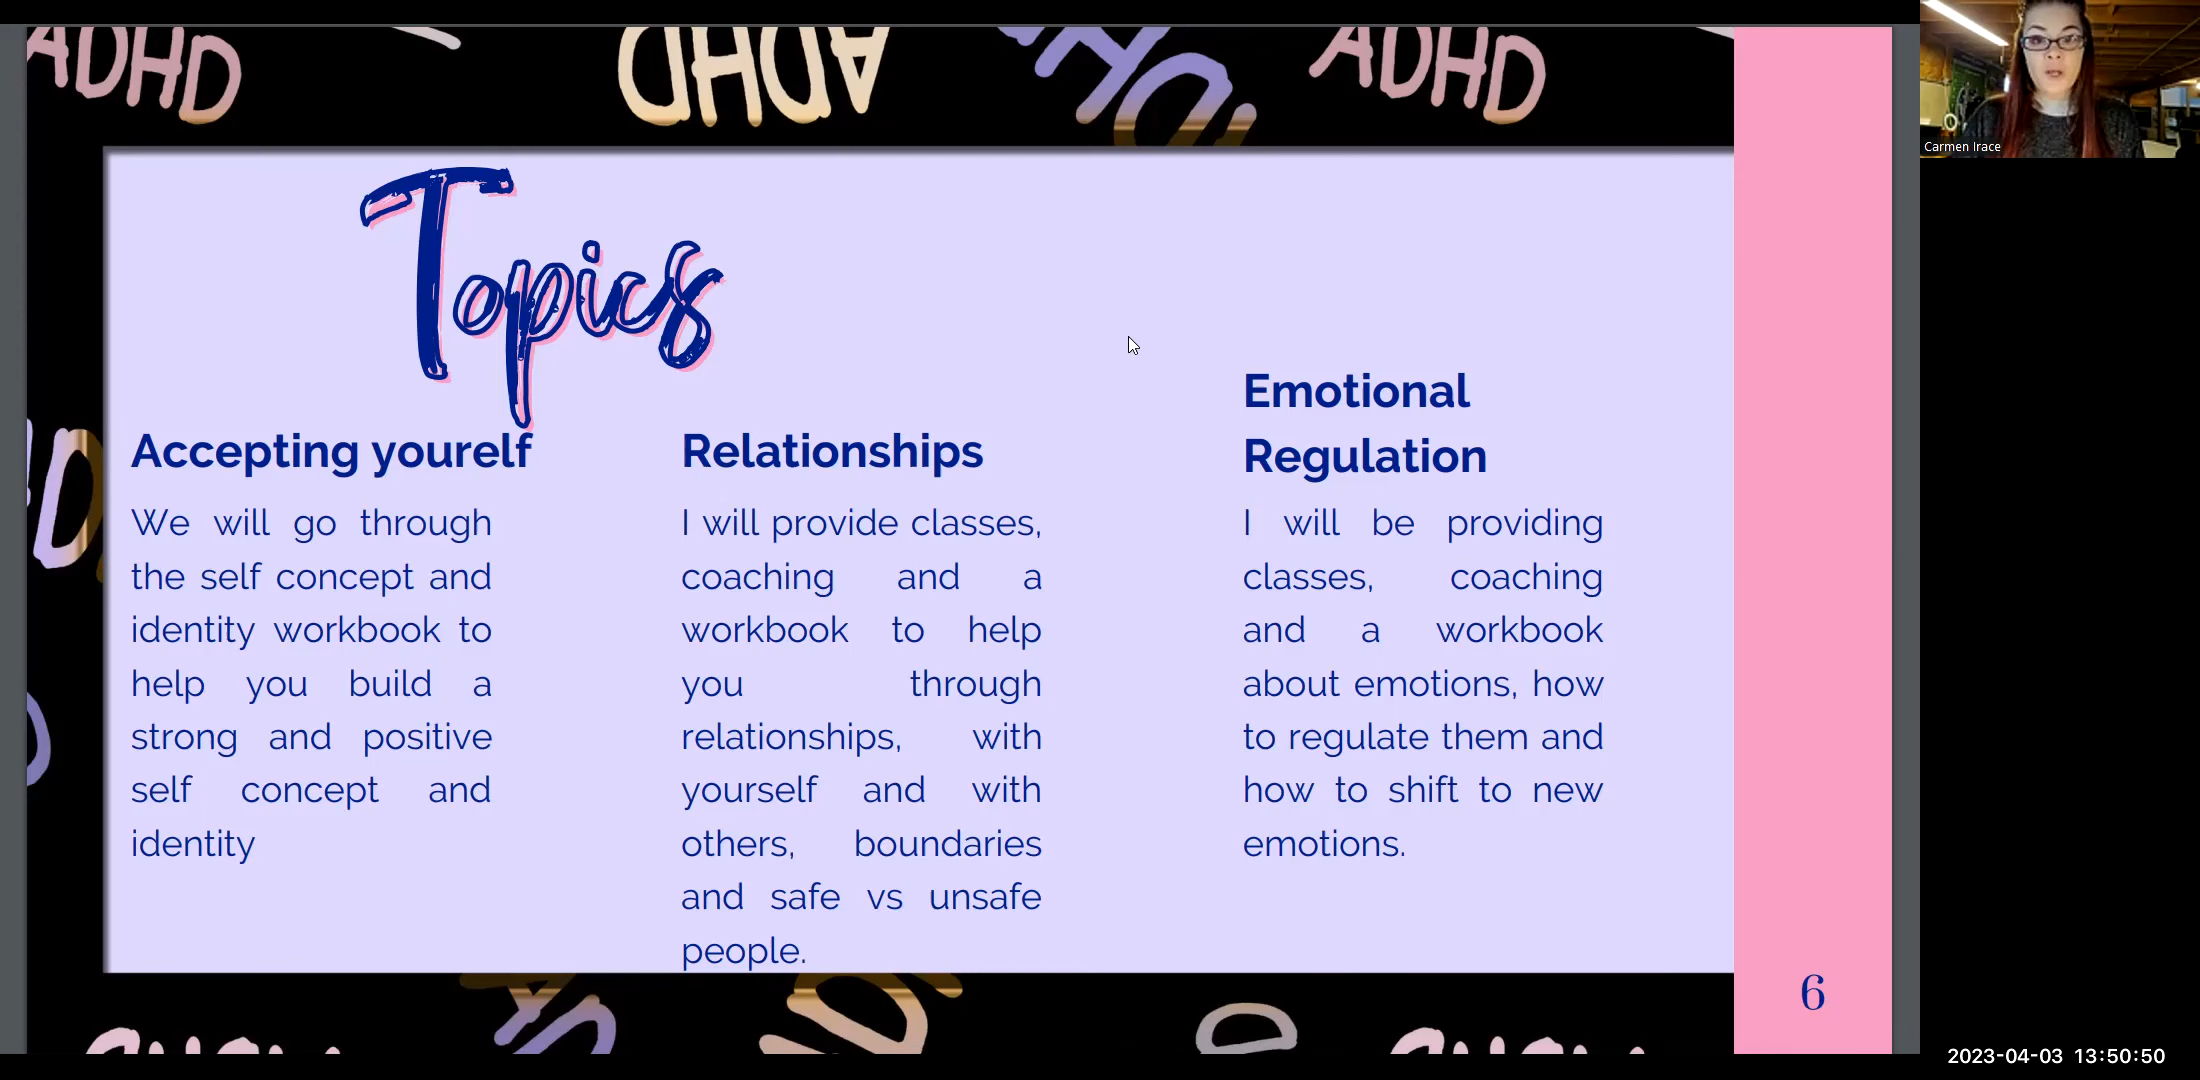 ADHD
ADHD
ADHD
ADHD
Topics
Accepting yourelf
We will go through
the self concept and
identity workbook to
help you build a
strong and positive
self concept and
identity
Relationships
I will provide classes,
coaching and a
workbook to help
you through
relationships, with
yourself and with
others, boundaries
and safe vs unsafe
people.
Emotional
Regulation
I will be providing
classes, coaching
and a workbook
about emotions, how
to regulate them and
how to shift to new
emotions.
6
Carmen Irace
2023-04-03 13:50:50